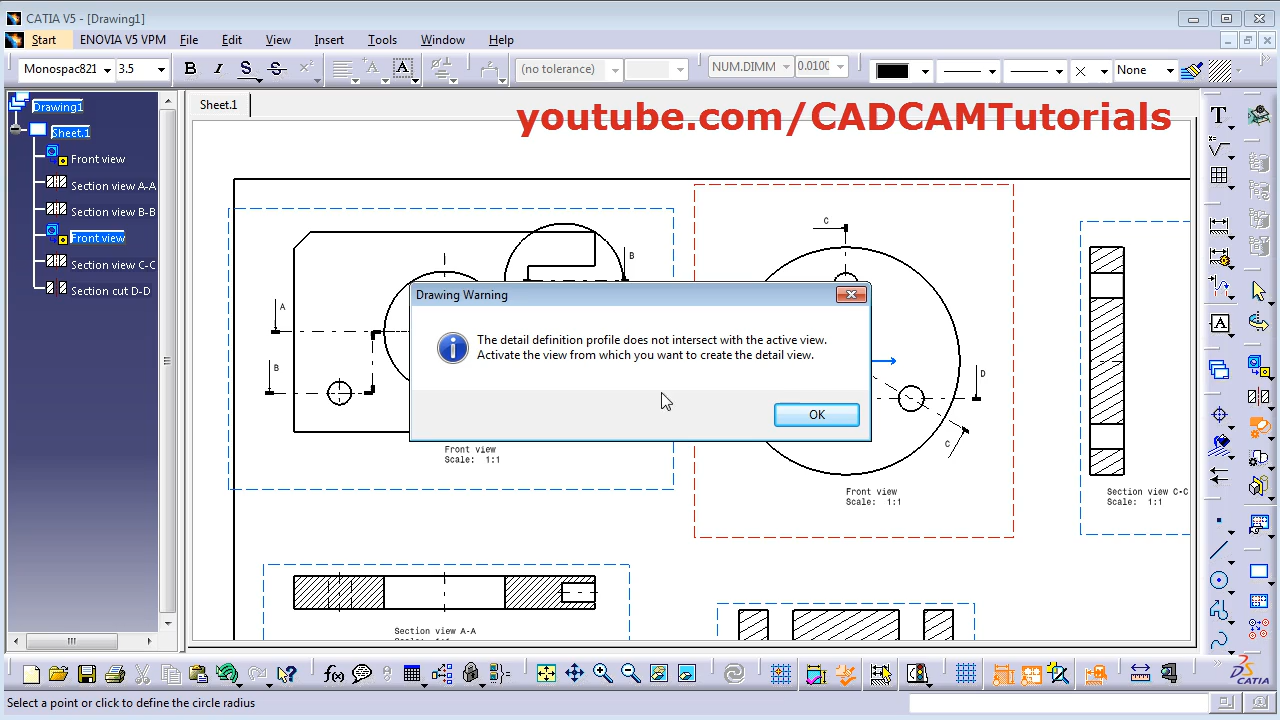 CATIA V5 - [Drawing1]
Start
ENOVIA V5 VPM
File
Edit
View
Insert
Tools
Window
Help
Monospac821
3.5
B
I
S
S
(no tolerance)
NUM.DIMM
0.0100
None
Drawing1
Sheet.1
Front view
Section view A-A
Section view B-B
Front view
Section view C-C
Section cut D-D
Sheet.1
youtube.com/CADCAMTutorials
A
B
B
Front view
Scale: 1:1
C
D
C
Front view
Scale: 1:1
Section view C-C
Scale: 1:1
Section view A-A
Drawing Warning
The detail definition profile does not intersect with the active view.
Activate the view from which you want to create the detail view.
OK
CATIA
Select a point or click to define the circle radius